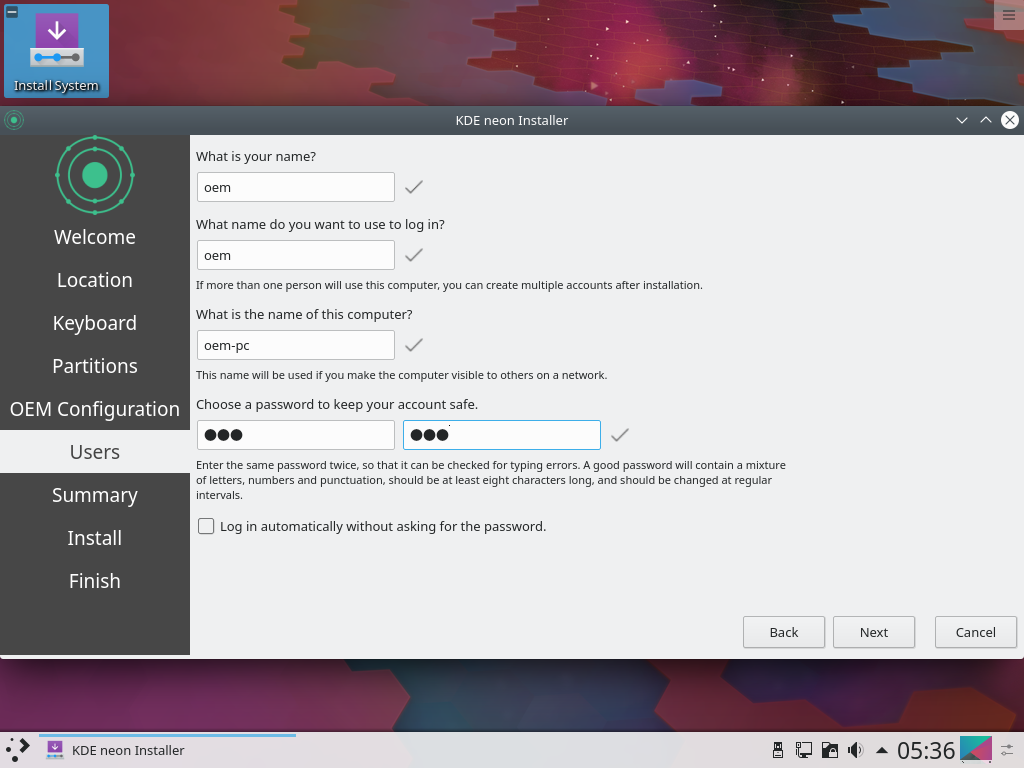 Install System
KDE neon Installer
Welcome
Location
Keyboard
Partitions
OEM Configuration
Users
Summary
Install
Finish
What is your name?
oem
What name do you want to use to log in?
oem
If more than one person will use this computer, you can create multiple accounts after installation.
What is the name of this computer?
oem-pc
This name will be used if you make the computer visible to others on a network.
Choose a password to keep your account safe.
●●● ●●●
Enter the same password twice, so that it can be checked for typing errors. A good password will contain a mixture
of letters, numbers and punctuation, should be at least eight characters long, and should be changed at regular
intervals.
Log in automatically without asking for the password.
Back Next Cancel
KDE neon Installer 05:36